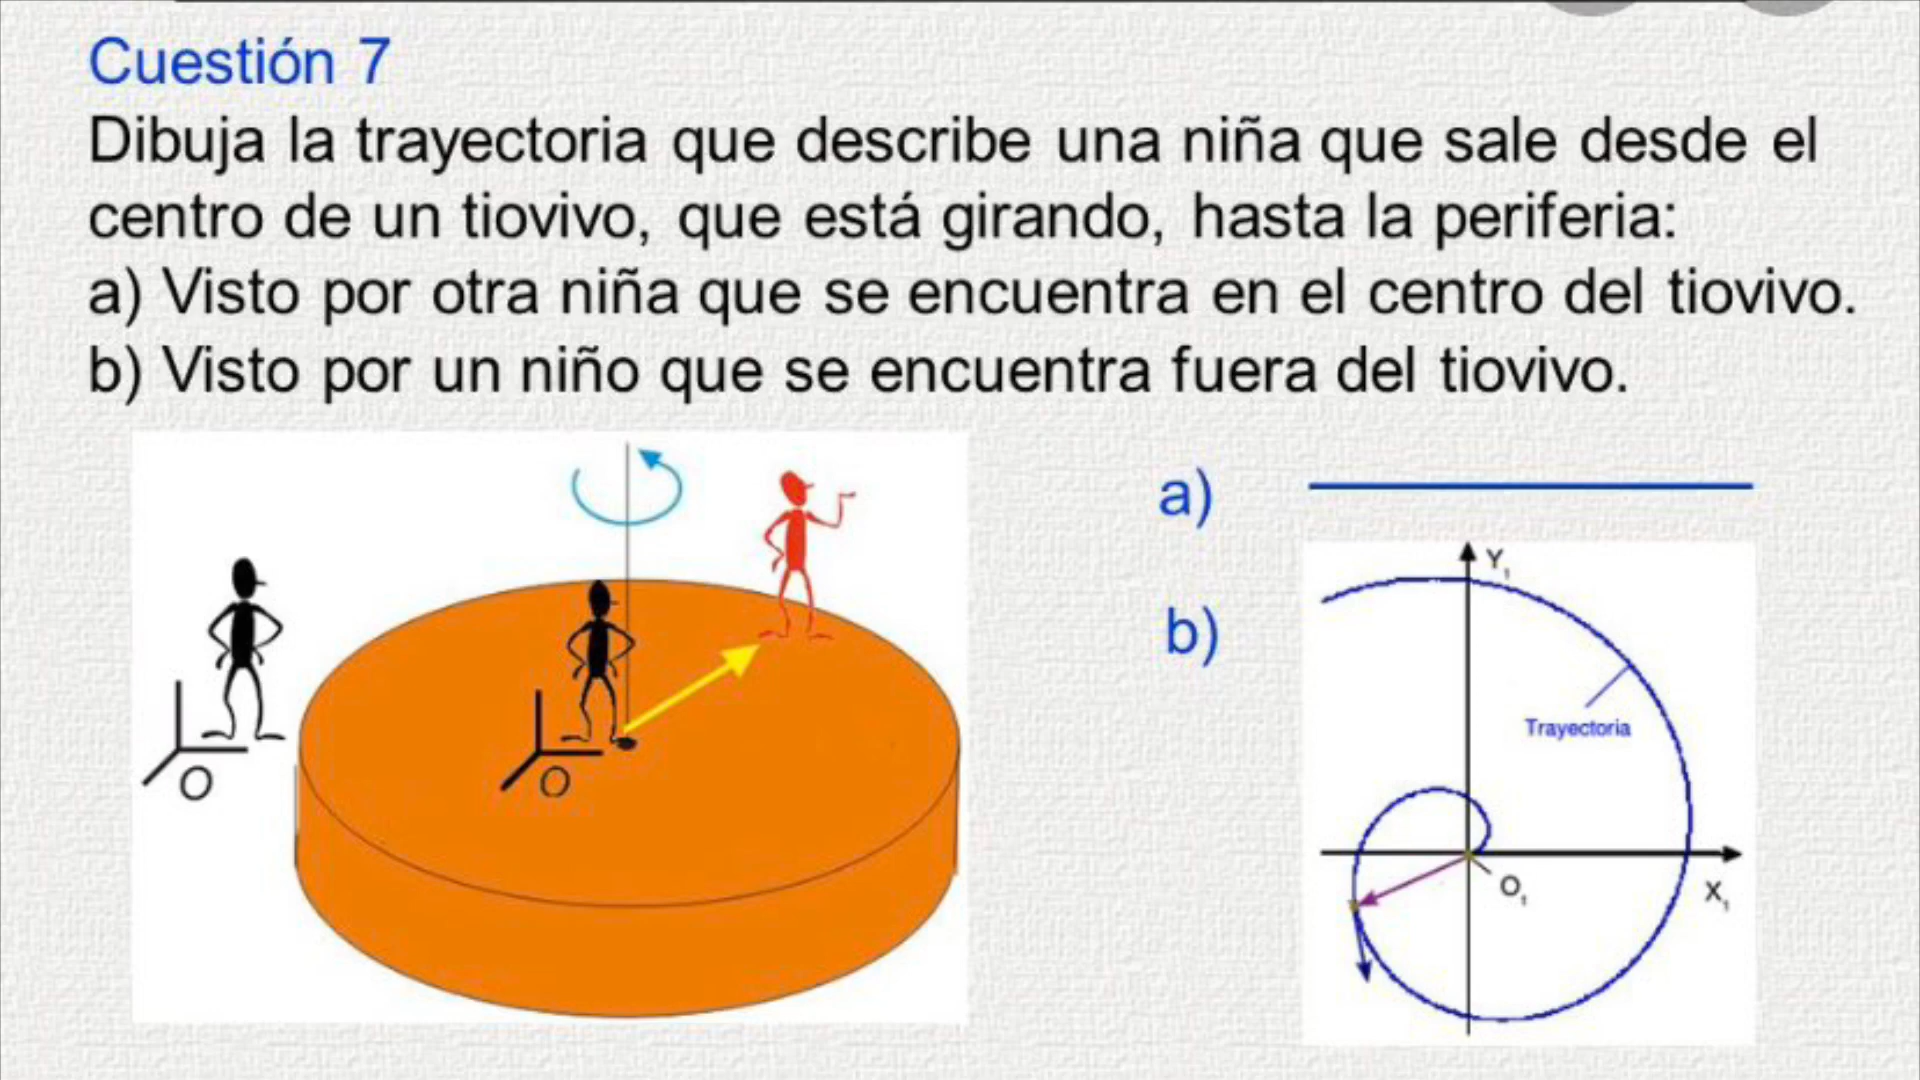 Cuestión 7
Dibuja la trayectoria que describe una niña que sale desde el
centro de un tiovivo, que está girando, hasta la periferia:
a) Visto por otra niña que se encuentra en el centro del tiovivo.
b) Visto por un niño que se encuentra fuera del tiovivo.
a)
b)
Y₁
Trayectoria
O₁
X₁
O
O